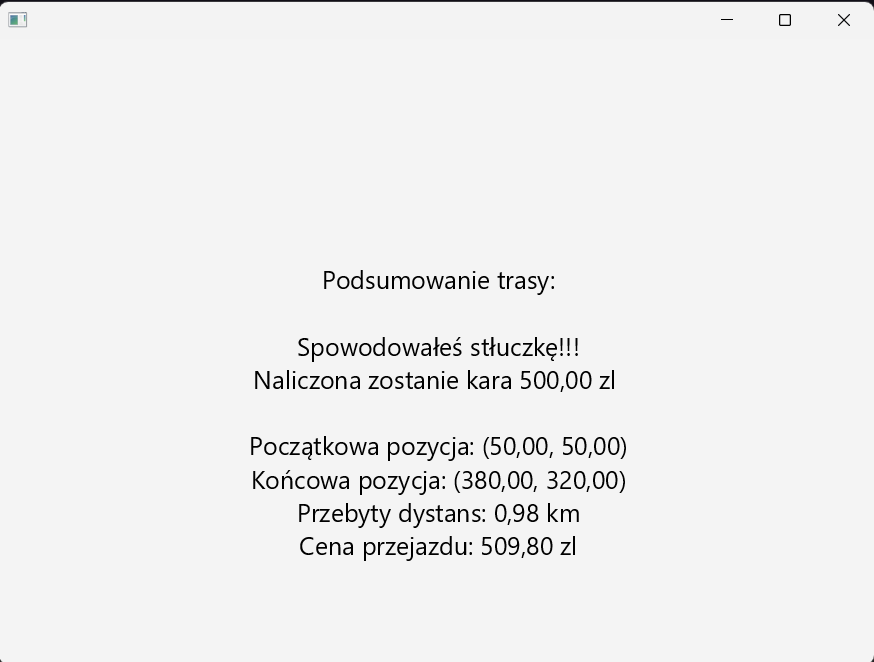 Podsumowanie trasy:
Spowodowałeś stłuczkę!!!
Naliczona zostanie kara 500,00 zl
Początkowa pozycja: (50,00, 50,00)
Końcowa pozycja: (380,00, 320,00)
Przebyty dystans: 0,98 km
Cena przejazdu: 509,80 zl